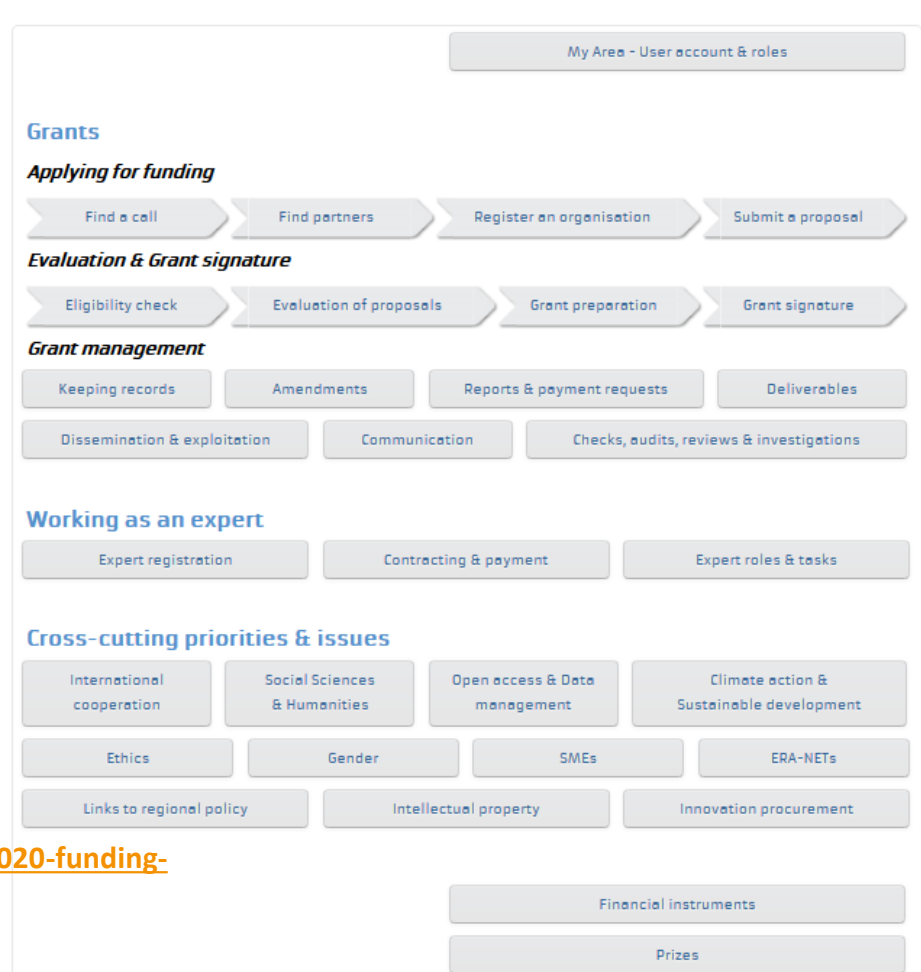 My Area - User account & roles
Grants
Applying for funding
Find a call
Find partners
Register an organisation
Submit a proposal
Evaluation & Grant signature
Eligibility check
Evaluation of proposals
Grant preparation
Grant signature
Grant management
Keeping records
Amendments
Reports & payment requests
Deliverables
Dissemination & exploitation
Communication
Checks, audits, reviews & investigations
Working as an expert
Expert registration
Contracting & payment
Expert roles & tasks
Cross-cutting priorities & issues
International
cooperation
Social Sciences
& Humanities
Open access & Data
management
Climate action &
Sustainable development
Ethics
Gender
SMEs
ERA-NETs
Links to regional policy
Intellectual property
Innovation procurement
020-funding-
Financial instruments
Prizes